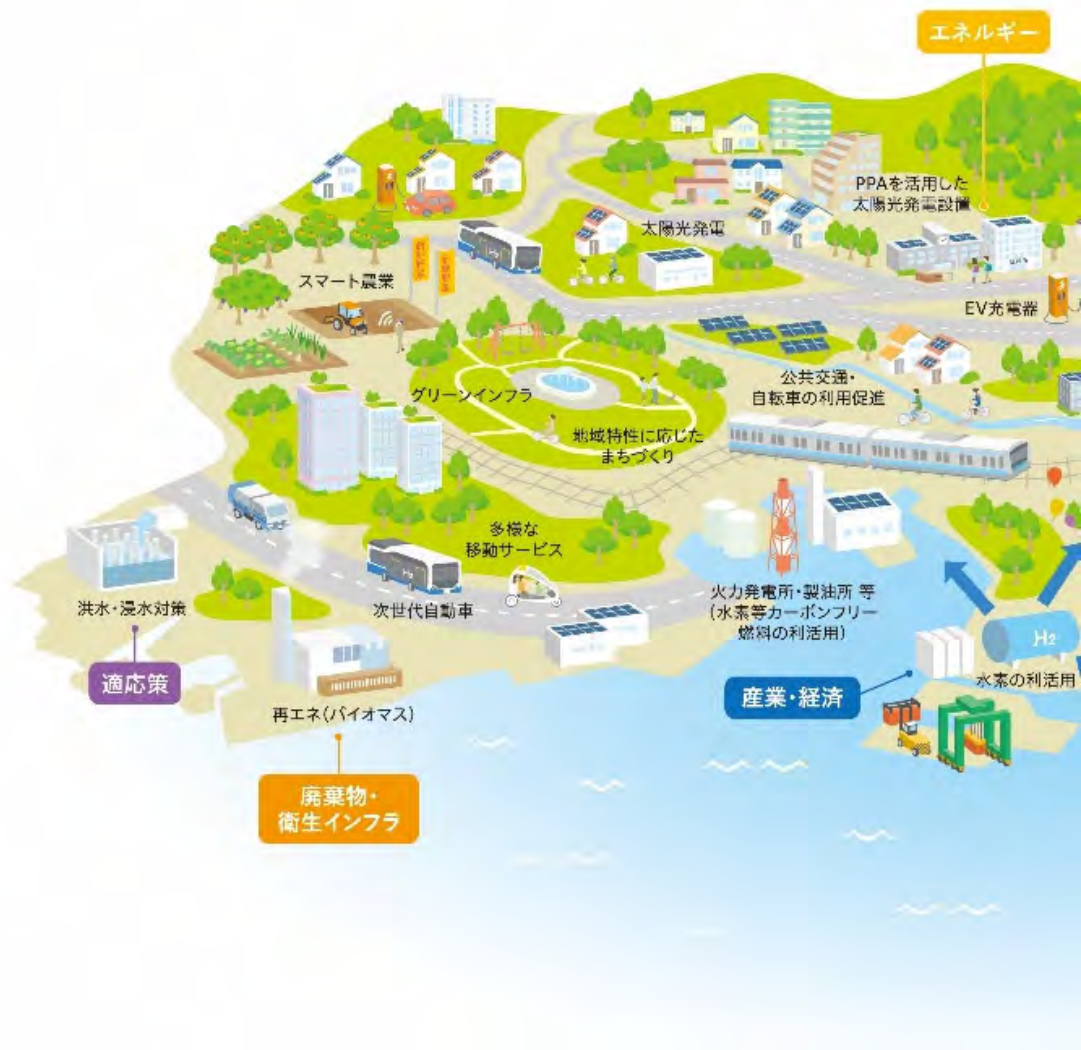 エネルギー
PPAを活用した
太陽光発電設置
太陽光発電
スマート農業
EV充電器
公共交通・
自転車の利用促進
グリーンインフラ
地域特性に応じた
まちづくり
多様な
移動サービス
次世代自動車
火力発電所・製油所 等
(水素等カーボンフリー
燃料の利活用)
洪水・浸水対策
適応策
H2
水素の利活用
産業・経済
再エネ(バイオマス)
廃棄物・
衛生インフラ